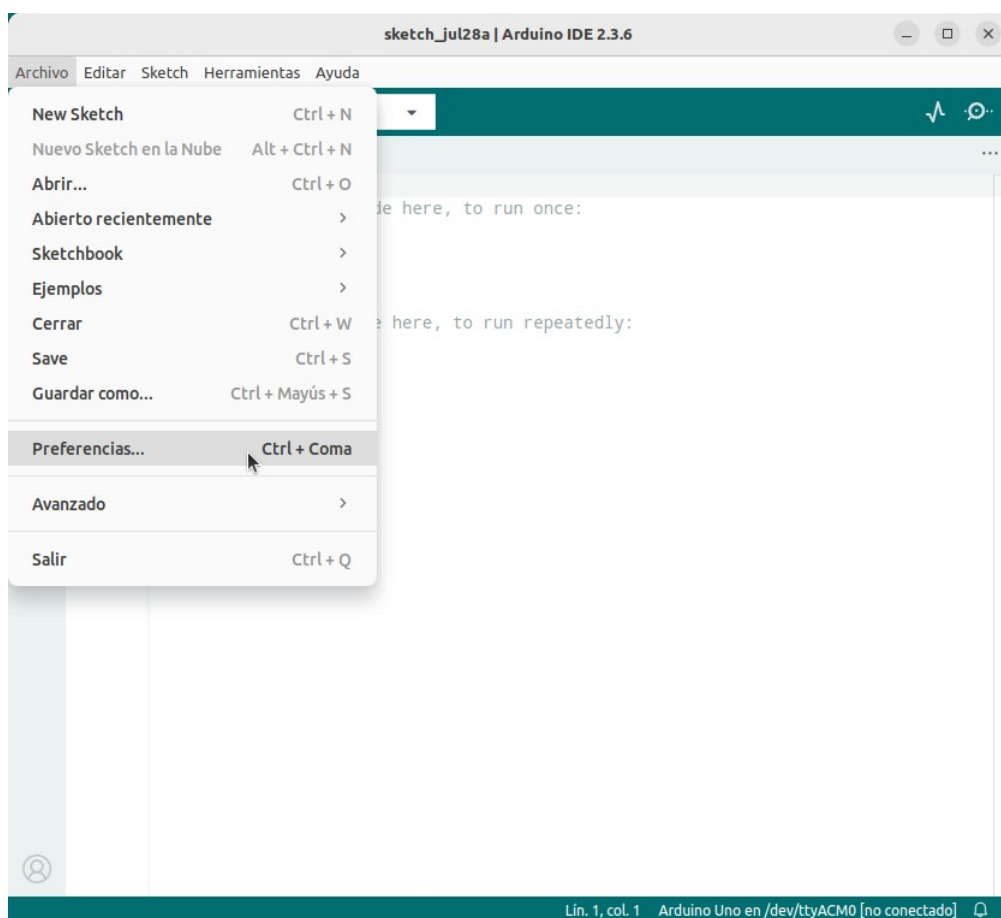 sketch_jul28a | Arduino IDE 2.3.6
Archivo Editar Sketch Herramientas Ayuda
New Sketch Ctrl + N
Nuevo Sketch en la Nube Alt + Ctrl + N
Abrir... Ctrl + O
Abierto recientemente
de here, to run once:
Sketchbook
Ejemplos
Cerrar Ctrl + W
here, to run repeatedly:
Save Ctrl + S
Guardar como... Ctrl + Mayús + S
Preferencias... Ctrl + Coma
Avanzado
Salir Ctrl + Q
Lín. 1, col. 1 Arduino Uno en /dev/ttyACM0 [no conectado]